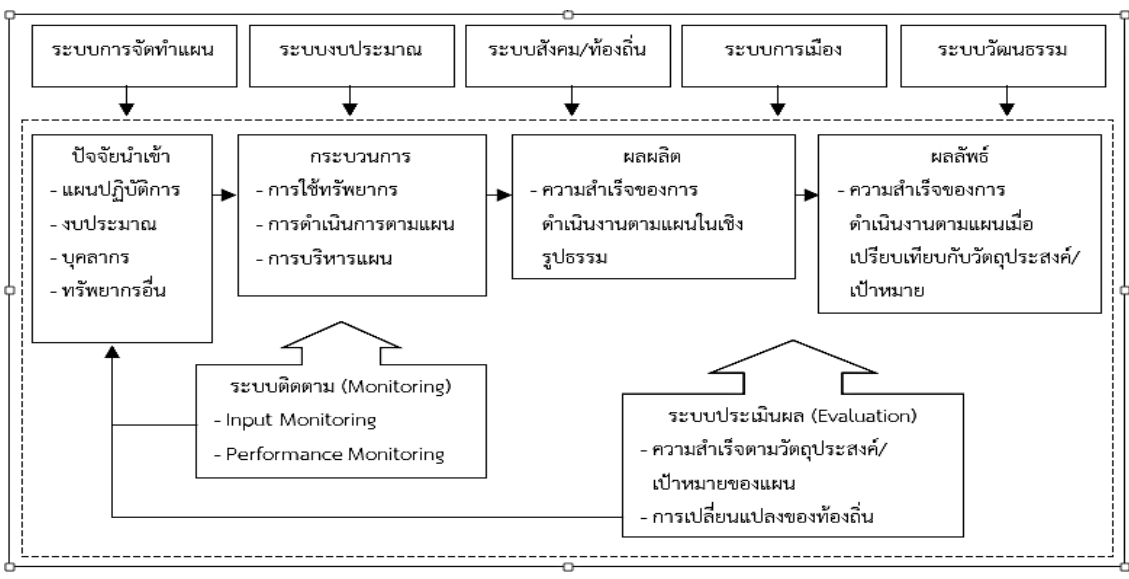 ระบบการจัดทำแผน
ระบบงบประมาณ
ระบบสังคม/ท้องถิ่น
ระบบการเมือง
ระบบวัฒนธรรม
ปัจจัยนำเข้า
- แผนปฏิบัติการ
- งบประมาณ
- บุคลากร
- ทรัพยากรอื่น
กระบวนการ
- การใช้ทรัพยากร
- การดำเนินการตามแผน
- การบริหารแผน
ผลผลิต
- ความสำเร็จของการ
ดำเนินงานตามแผนในเชิง
รูปธรรม
ผลลัพธ์
- ความสำเร็จของการ
ดำเนินงานตามแผนเมื่อ
เปรียบเทียบกับวัตถุประสงค์/
เป้าหมาย
ระบบติดตาม (Monitoring)
- Input Monitoring
- Performance Monitoring
ระบบประเมินผล (Evaluation)
- ความสำเร็จตามวัตถุประสงค์/
เป้าหมายของแผน
- การเปลี่ยนแปลงของท้องถิ่น